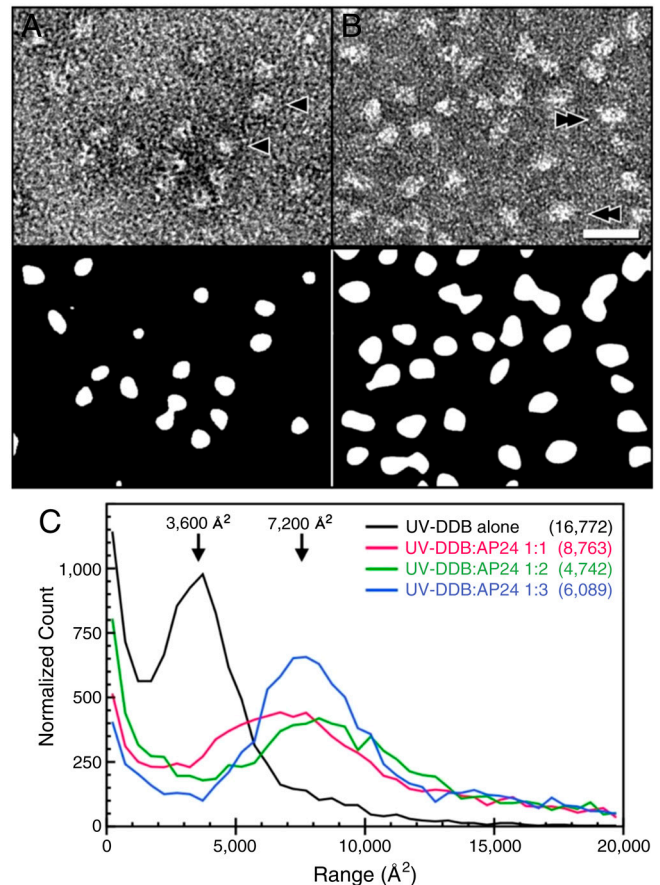 A
B
C
3,600 Å²
7,200 Å²
UV-DDB alone (16,772)
UV-DDB:AP24 1:1 (8,763)
UV-DDB:AP24 1:2 (4,742)
UV-DDB:AP24 1:3 (6,089)
Normalized Count
1,000
750
500
250
0
0
5,000
10,000
15,000
20,000
Range (Å²)